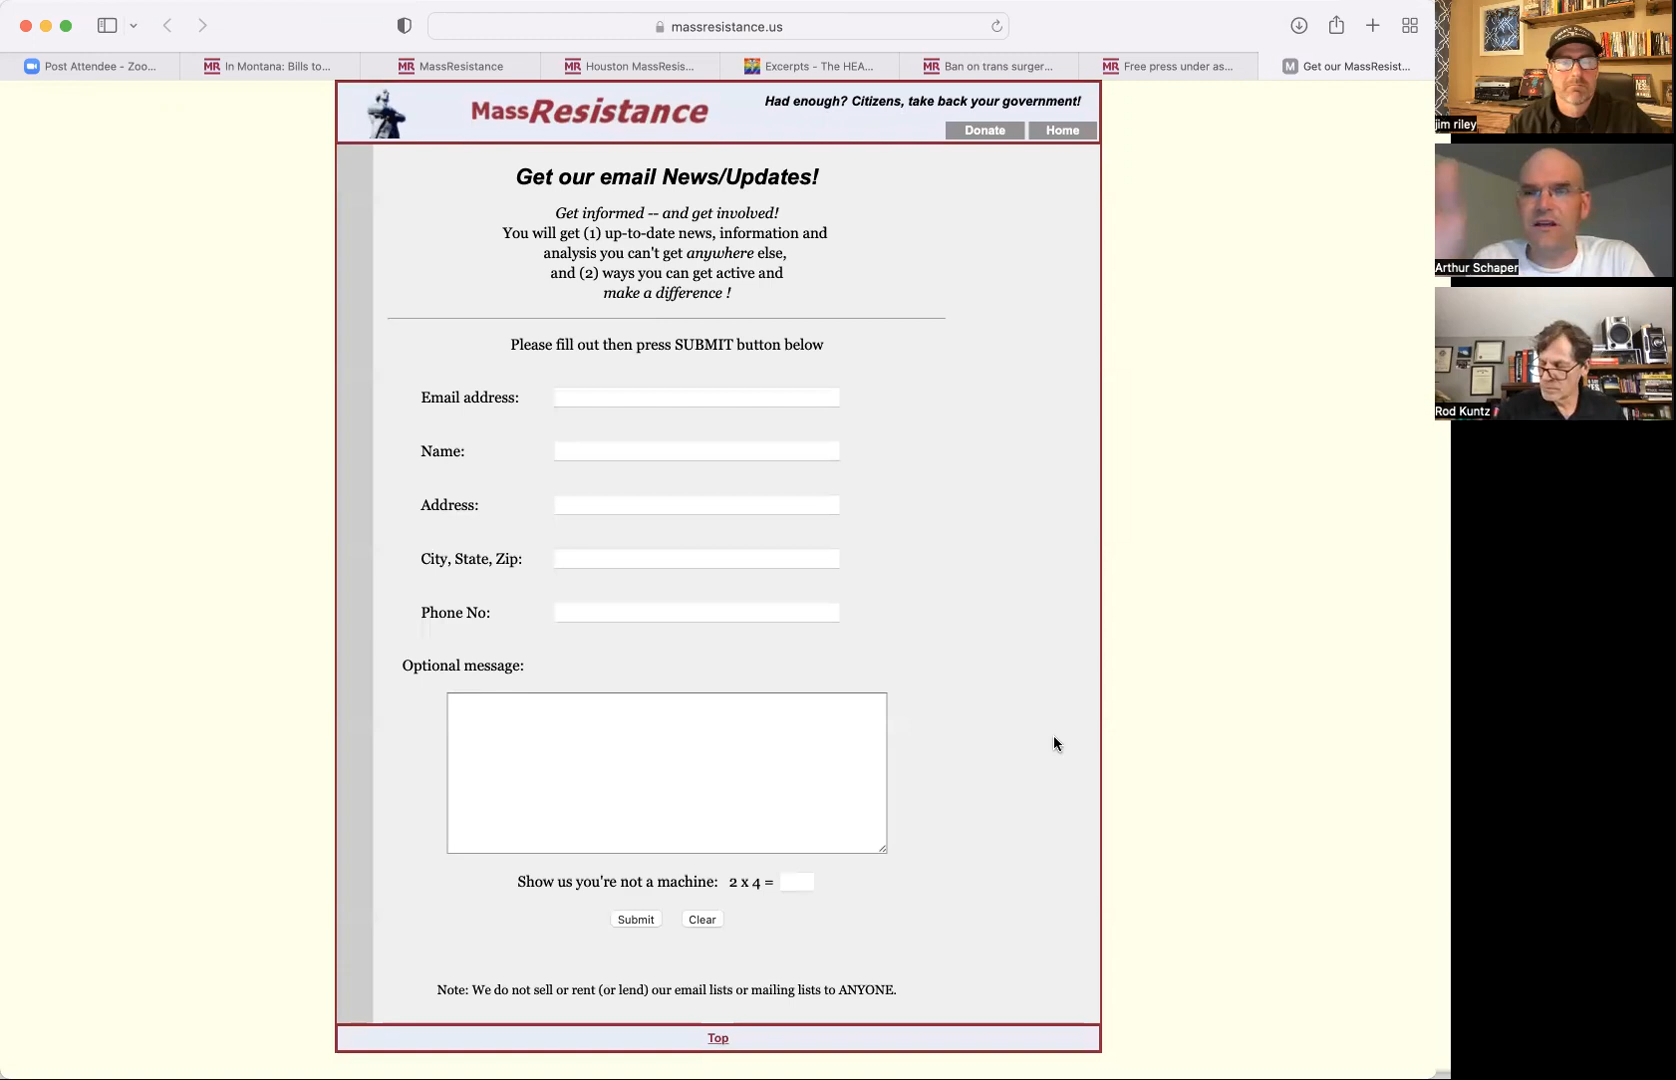 massresistance.us
Post Attendee - Zoo...
In Montana: Bills to...
MassResistance
Houston MassResis...
Excerpts - The HEA...
Ban on trans surger...
Free press under as...
Get our MassResist...
MR
MR
MR
MR
MR
M
MassResistance
Had enough? Citizens, take back your government!
Donate
Home
Get our email News/Updates!
Get informed -- and get involved!
You will get (1) up-to-date news, information and
analysis you can't get anywhere else,
and (2) ways you can get active and
make a difference !
Please fill out then press SUBMIT button below
Email address:
Name:
Address:
City, State, Zip:
Phone No:
Optional message:
Show us you're not a machine: 2 x 4 =
Submit
Clear
Note: We do not sell or rent (or lend) our email lists or mailing lists to ANYONE.
Top
jim riley
Arthur Schaper
Rod Kuntz